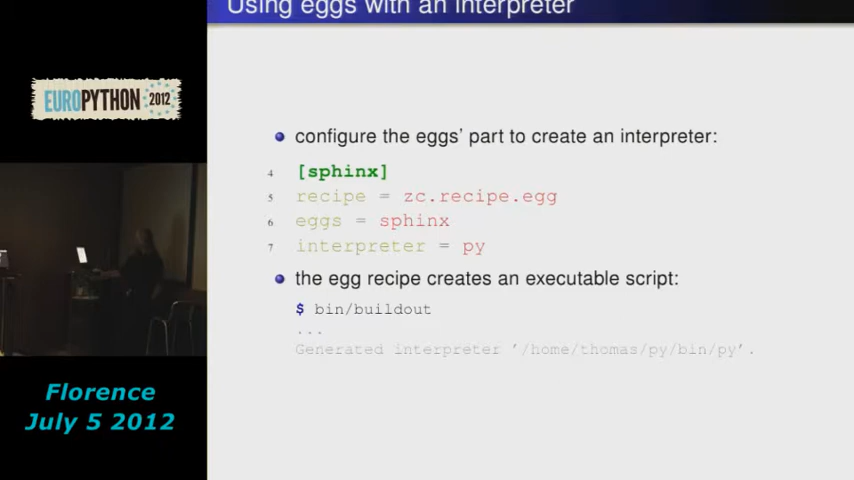 Using eggs with an interpreter
EUROPYTHON 2012
configure the eggs' part to create an interpreter:
4 [sphinx]
5 recipe = zc.recipe.egg
6 eggs = sphinx
7 interpreter = py
the egg recipe creates an executable script:
$ bin/buildout
...
Generated interpreter '/home/thomas/py/bin/py'.
Florence
July 5 2012